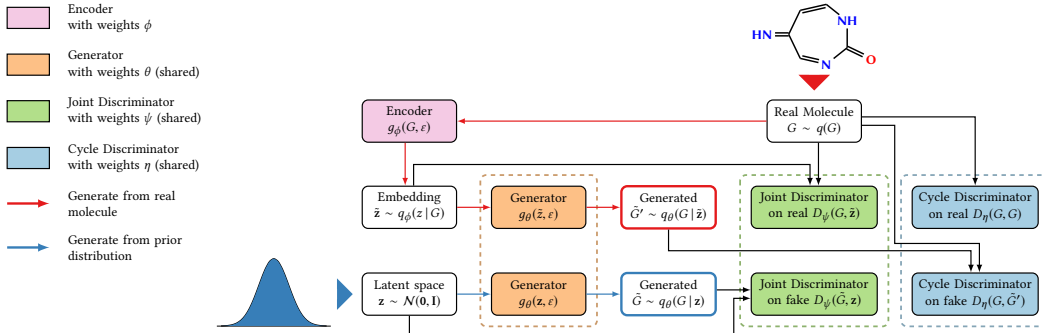 Encoder
with weights ϕ
Generator
with weights θ (shared)
Joint Discriminator
with weights ψ (shared)
Cycle Discriminator
with weights η (shared)
Generate from real
molecule
Generate from prior
distribution
HN
NH
N
O
Encoder
g_ϕ(G, ε)
Real Molecule
G ∼ q(G)
Embedding
z̃ ∼ q_ϕ(z | G)
Generator
g_θ(z̃, ε)
Generated
G̃′ ∼ q_θ(G | z̃)
Joint Discriminator
on real D_ψ(G, z̃)
Cycle Discriminator
on real D_η(G, G)
Latent space
z ∼ 𝒩(0, I)
Generator
g_θ(z, ε)
Generated
G̃ ∼ q_θ(G | z)
Joint Discriminator
on fake D_ψ(G̃, z)
Cycle Discriminator
on fake D_η(G, G̃′)